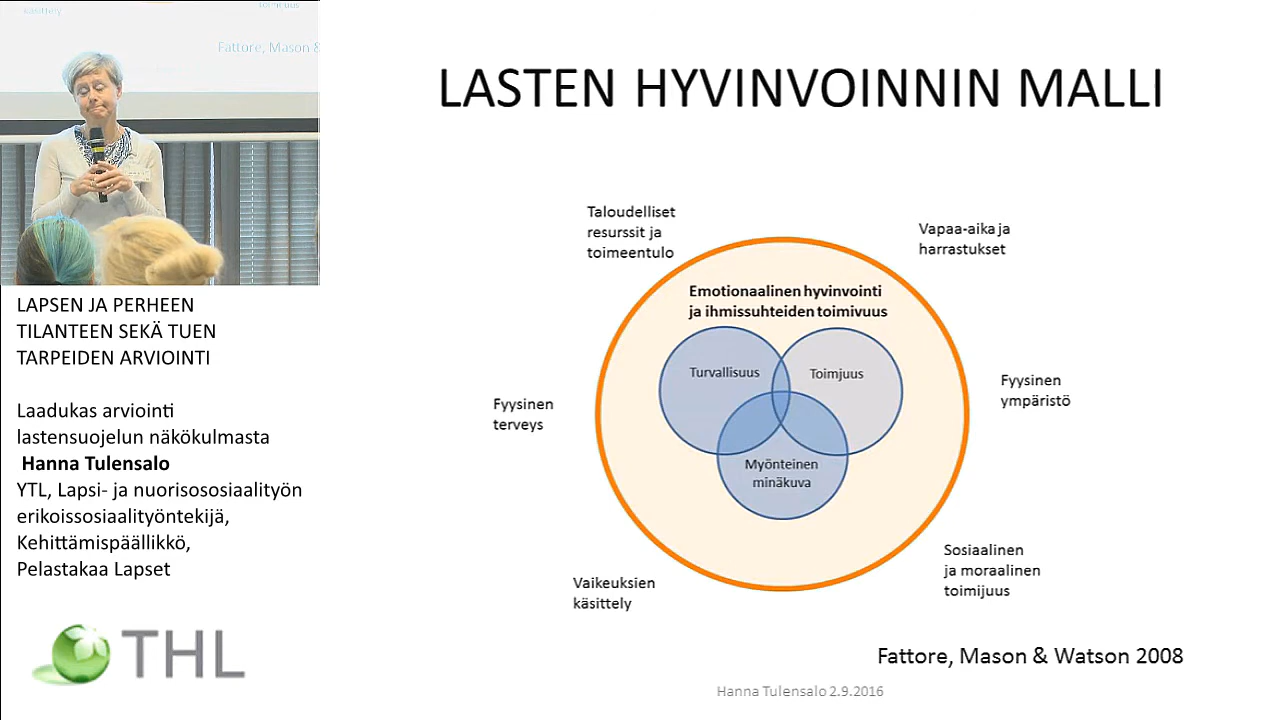 käsittely
toimijuus
Fattore, Mason &
LAPSEN JA PERHEEN
TILANTEEN SEKÄ TUEN
TARPEIDEN ARVIOINTI
Laadukas arviointi
lastensuojelun näkökulmasta
Hanna Tulensalo
YTL, Lapsi- ja nuorisososiaalityön
erikoissosiaalityöntekijä,
Kehittämispäällikkö,
Pelastakaa Lapset
THL
LASTEN HYVINVOINNIN MALLI
Taloudelliset
resurssit ja
toimeentulo
Vapaa-aika ja
harrastukset
Emotionaalinen hyvinvointi
ja ihmissuhteiden toimivuus
Turvallisuus
Toimjuus
Myönteinen
minäkuva
Fyysinen
terveys
Fyysinen
ympäristö
Vaikeuksien
käsittely
Sosiaalinen
ja moraalinen
toimijuus
Fattore, Mason & Watson 2008
Hanna Tulensalo 2.9.2016